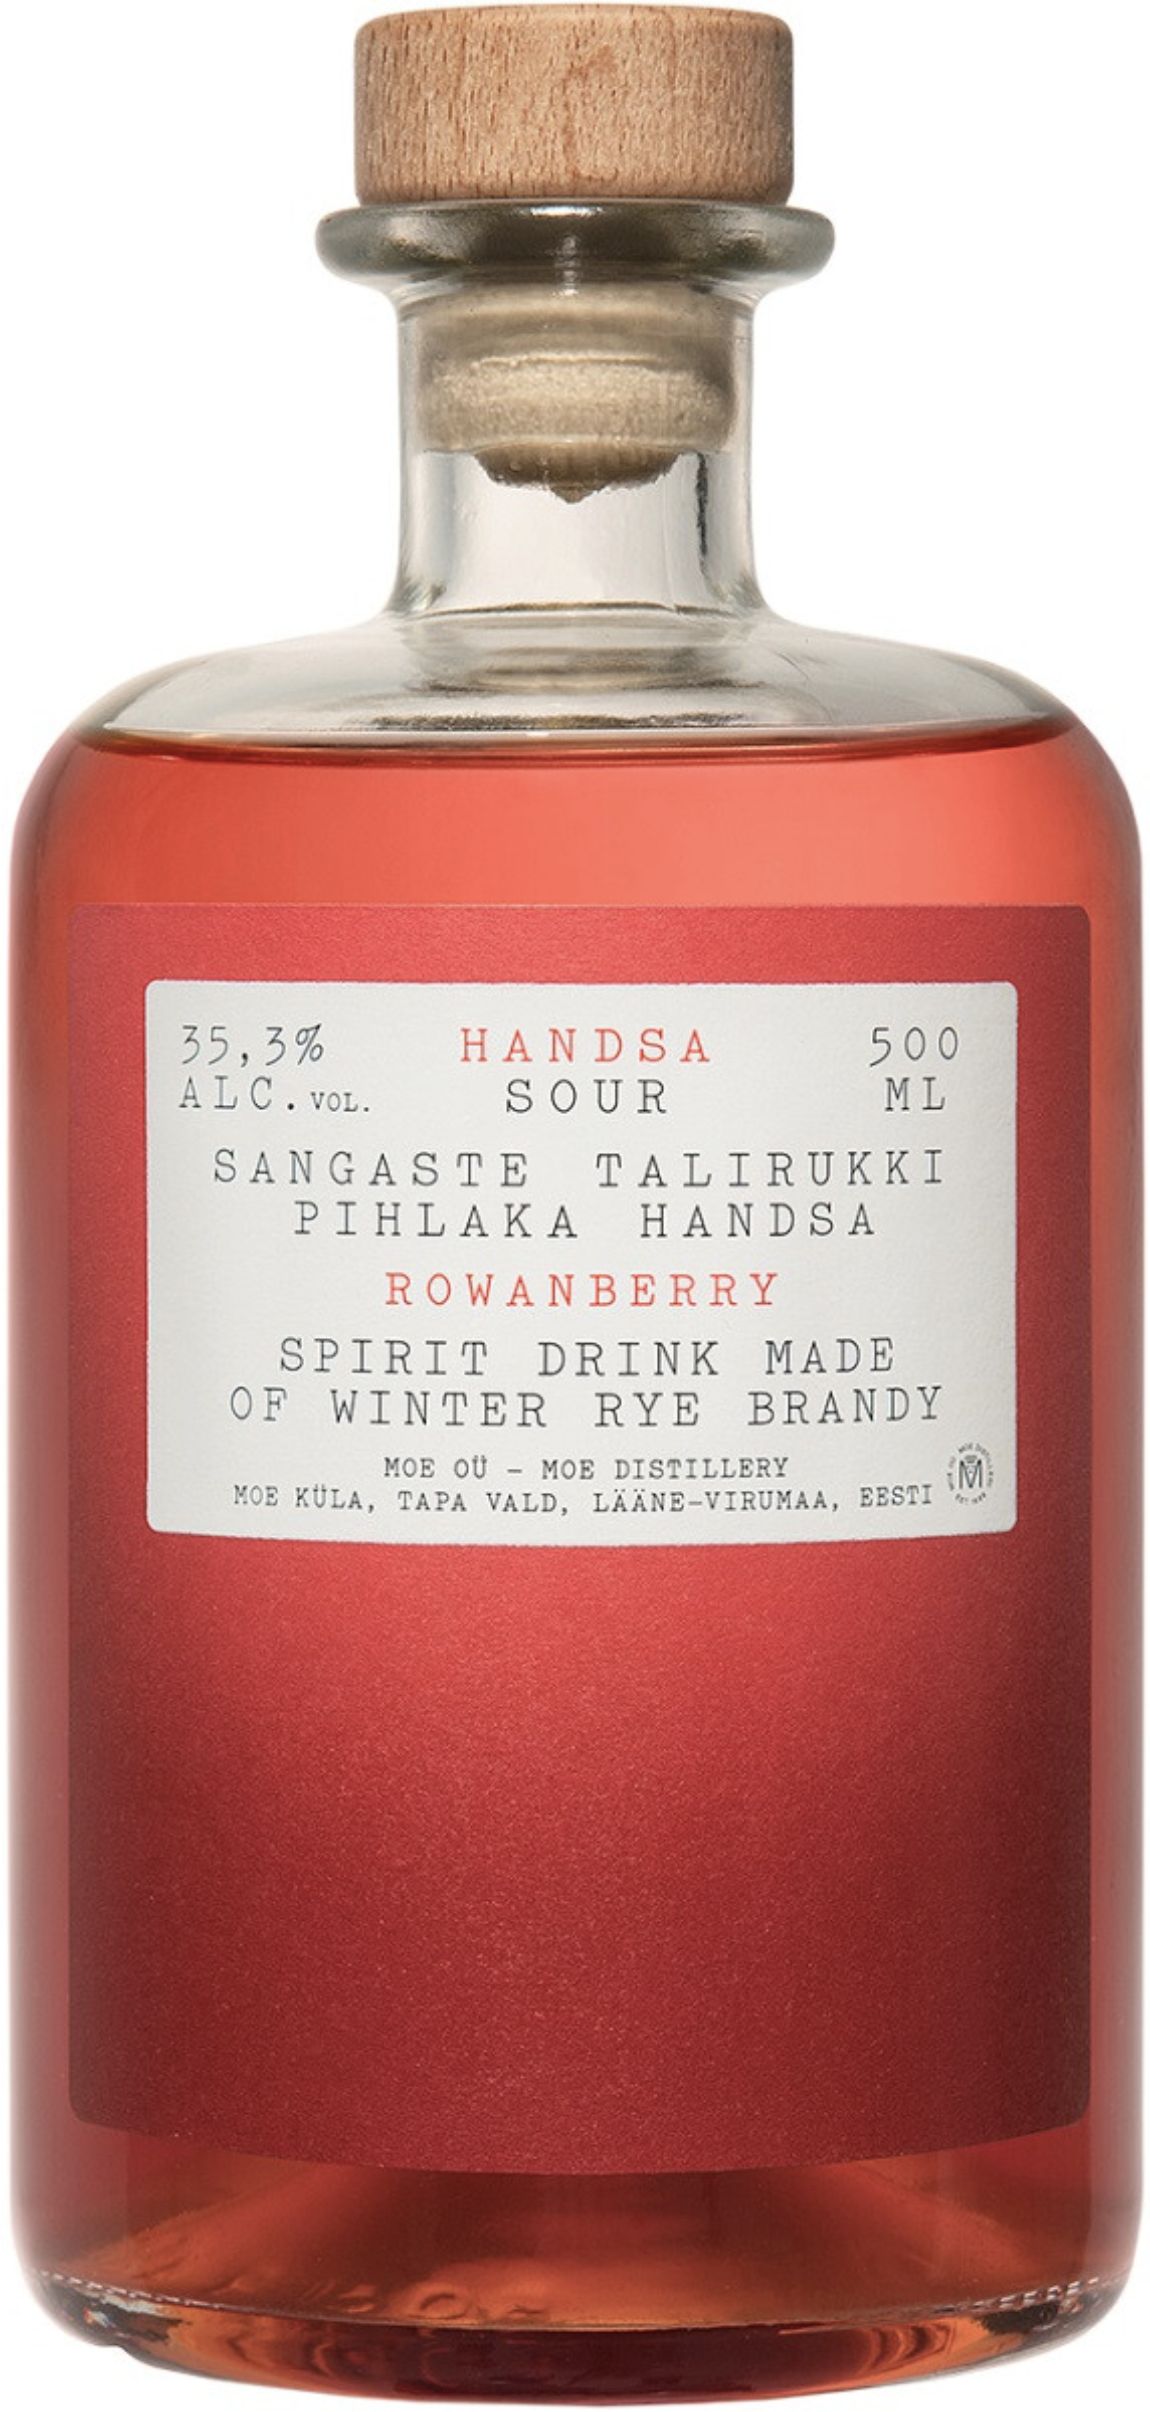 35,3% HANDSA 500
ALC.VOL. SOUR ML
SANGASTE TALIRUKKI
PIHLAKA HANDSA
ROWANBERRY
SPIRIT DRINK MADE
OF WINTER RYE BRANDY
MOE OÜ – MOE DISTILLERY
MOE KÜLA, TAPA VALD, LÄÄNE-VIRUMAA, EESTI